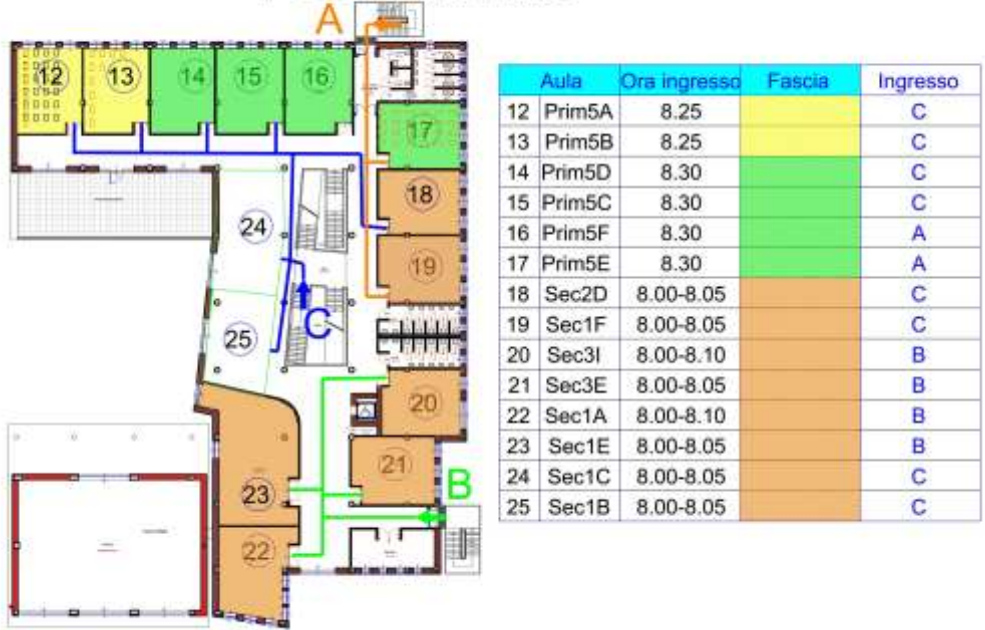 A
12 13 14 15 16
17
18
24
19
C
25
20
21
B
23
22
Aula Ora ingresso Fascia Ingresso
12 Prim5A 8.25 C
13 Prim5B 8.25 C
14 Prim5D 8.30 C
15 Prim5C 8.30 C
16 Prim5F 8.30 A
17 Prim5E 8.30 A
18 Sec2D 8.00-8.05 C
19 Sec1F 8.00-8.05 C
20 Sec3I 8.00-8.10 B
21 Sec3E 8.00-8.05 B
22 Sec1A 8.00-8.10 B
23 Sec1E 8.00-8.05 B
24 Sec1C 8.00-8.05 C
25 Sec1B 8.00-8.05 C